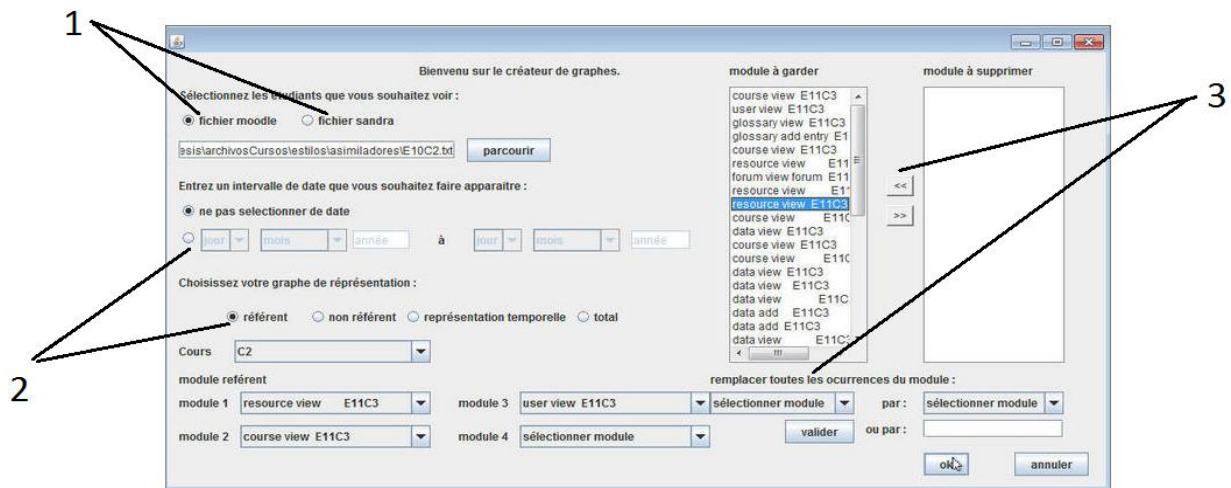 1
Bienvenu sur le créateur de graphes.
module à garder
module à supprimer
Sélectionnez les étudiants que vous souhaitez voir :
fichier moodle
fichier sandra
esis\archivosCursos\estilos\asimiladores\E10C2.txt
parcourir
course view E11C3
user view E11C3
glossary view E11C3
glossary add entry E1
course view E11C3
resource view E11
forum view forum E11
resource view E1
resource view E11C3
course view E11C
data view E11C3
course view E11C3
course view E11C
data view E11C3
data view E11C3
data view E11C
data add E11C3
data add E11C3
data view E11C
3
<<
>>
Entrez un intervalle de date que vous souhaitez faire apparaitre :
ne pas selectionner de date
jour mois année à jour mois année
Choisissez votre graphe de réprésentation :
référent
non référent
représentation temporelle
total
2
Cours C2
module reférent
module 1 resource view E11C3
module 3 user view E11C3
module 2 course view E11C3
module 4 sélectionner module
remplacer toutes les ocurrences du module :
sélectionner module par : sélectionner module
valider
ou par :
ok
annuler